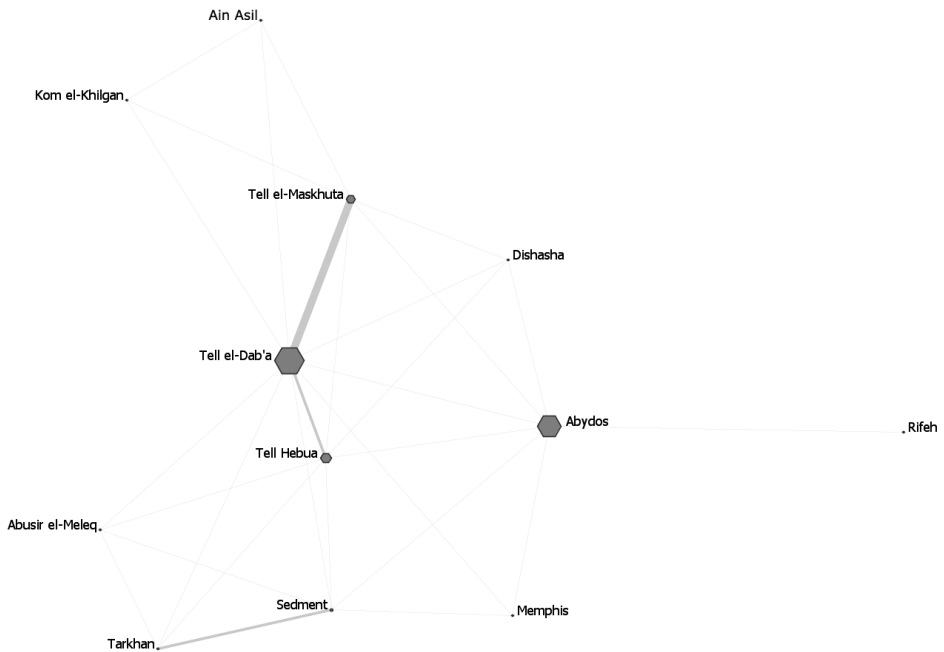 Ain Asil
Kom el-Khilgan
Tell el-Maskhuta
Dishasha
Tell el-Dab'a
Abydos
Rifeh
Tell Hebua
Abusir el-Meleq
Sedment
Memphis
Tarkhan